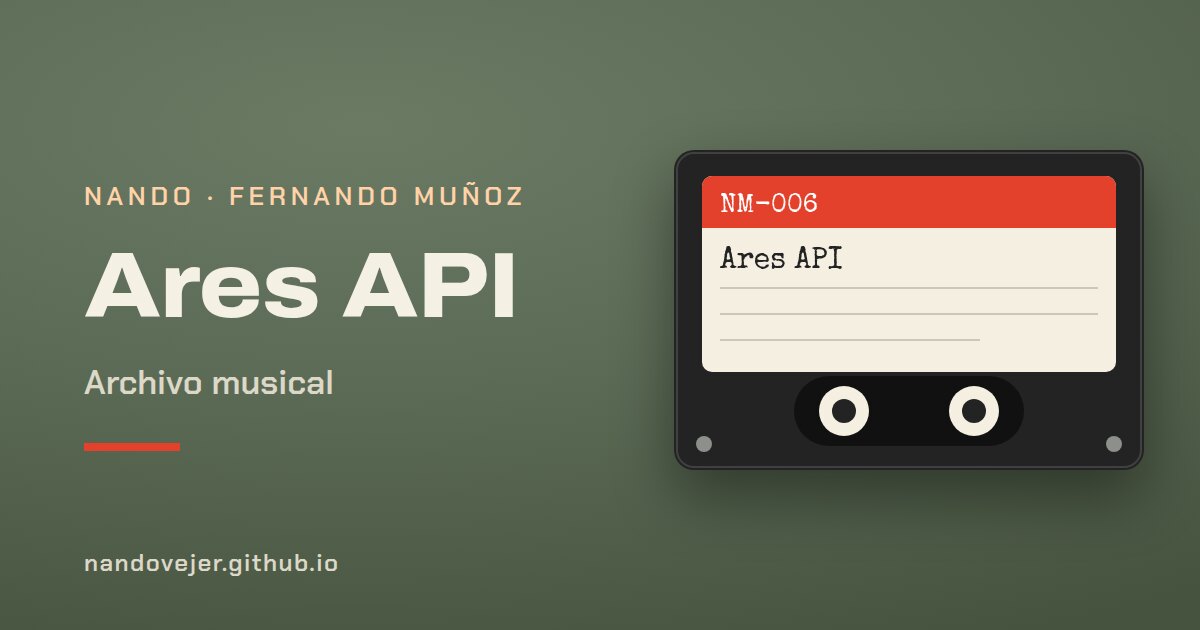 NANDO · FERNANDO MUÑOZ
Ares API
Archivo musical
nandovejer.github.io
NM-006
Ares API